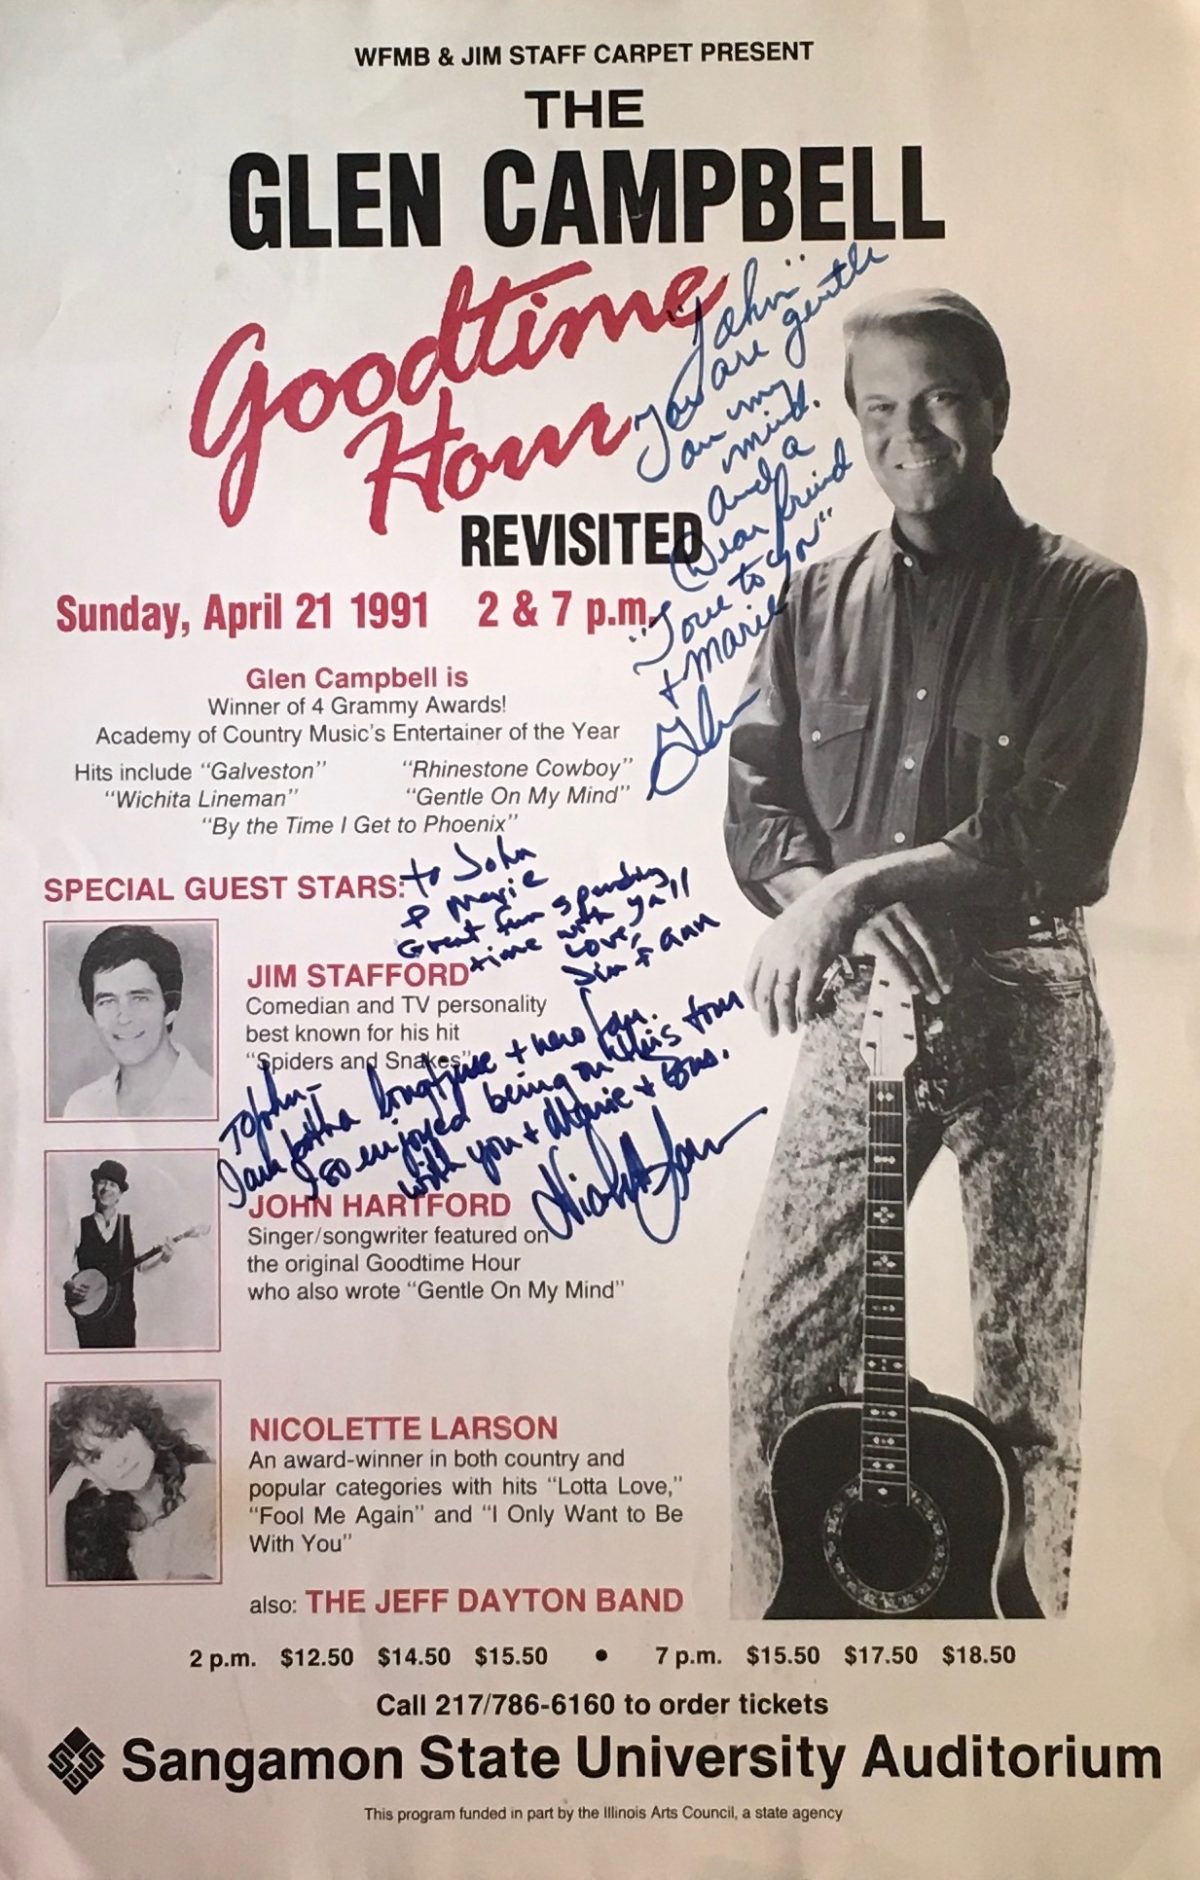 WFMB & JIM STAFF CARPET PRESENT
THE
GLEN CAMPBELL
Goodtime
Hour
REVISITED
"John"
You are gentle
on my
mind.
and a
Dear friend
"Love to you"
+ Marie
Glen
Sunday, April 21 1991 2 & 7 p.m.
Glen Campbell is
Winner of 4 Grammy Awards!
Academy of Country Music's Entertainer of the Year
Hits include "Galveston" "Rhinestone Cowboy"
"Wichita Lineman" "Gentle On My Mind"
"By the Time I Get to Phoenix"
SPECIAL GUEST STARS:
to John
& Marie
Great fun spending
time with ya'll
Love,
Jim & Ann
JIM STAFFORD
Comedian and TV personality
best known for his hit
"Spiders and Snakes"
To John-
I am both a longtime + new fan.
I so enjoyed being on this tour
with you + Marie +
JOHN HARTFORD
Singer/songwriter featured on
the original Goodtime Hour
who also wrote "Gentle On My Mind"
NICOLETTE LARSON
An award-winner in both country and
popular categories with hits "Lotta Love,"
"Fool Me Again" and "I Only Want to Be
With You"
also: THE JEFF DAYTON BAND
2 p.m. $12.50 $14.50 $15.50 • 7 p.m. $15.50 $17.50 $18.50
Call 217/786-6160 to order tickets
Sangamon State University Auditorium
This program funded in part by the Illinois Arts Council, a state agency